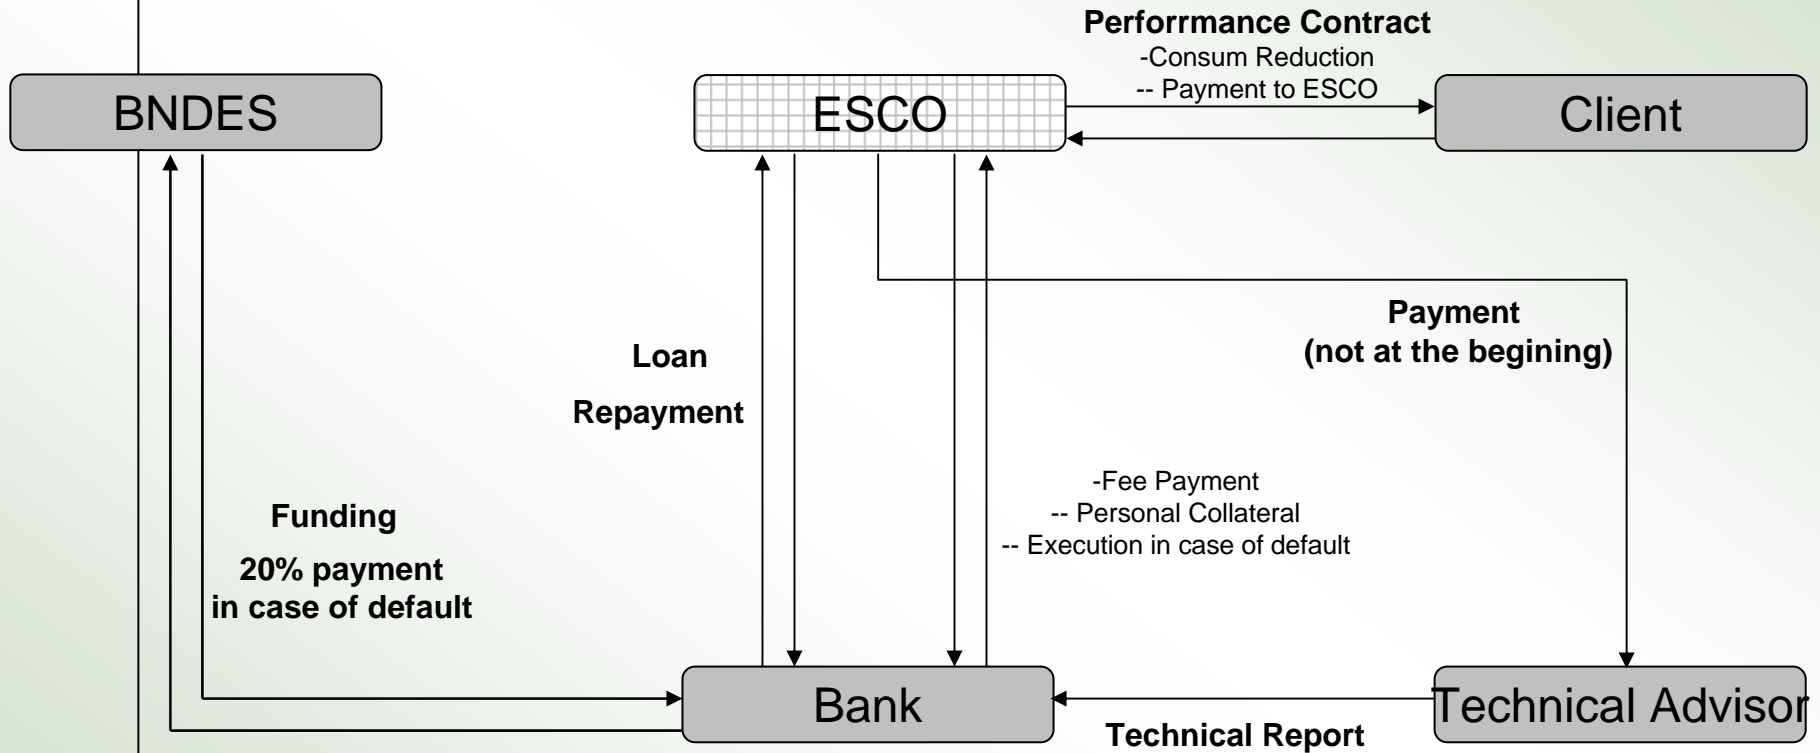 Perforrmance Contract
-Consum Reduction
-- Payment to ESCO
BNDES
ESCO
Client
Payment
(not at the begining)
Loan
Repayment
-Fee Payment
-- Personal Collateral
-- Execution in case of default
Funding
20% payment
in case of default
Bank
Technical Advisor
Technical Report